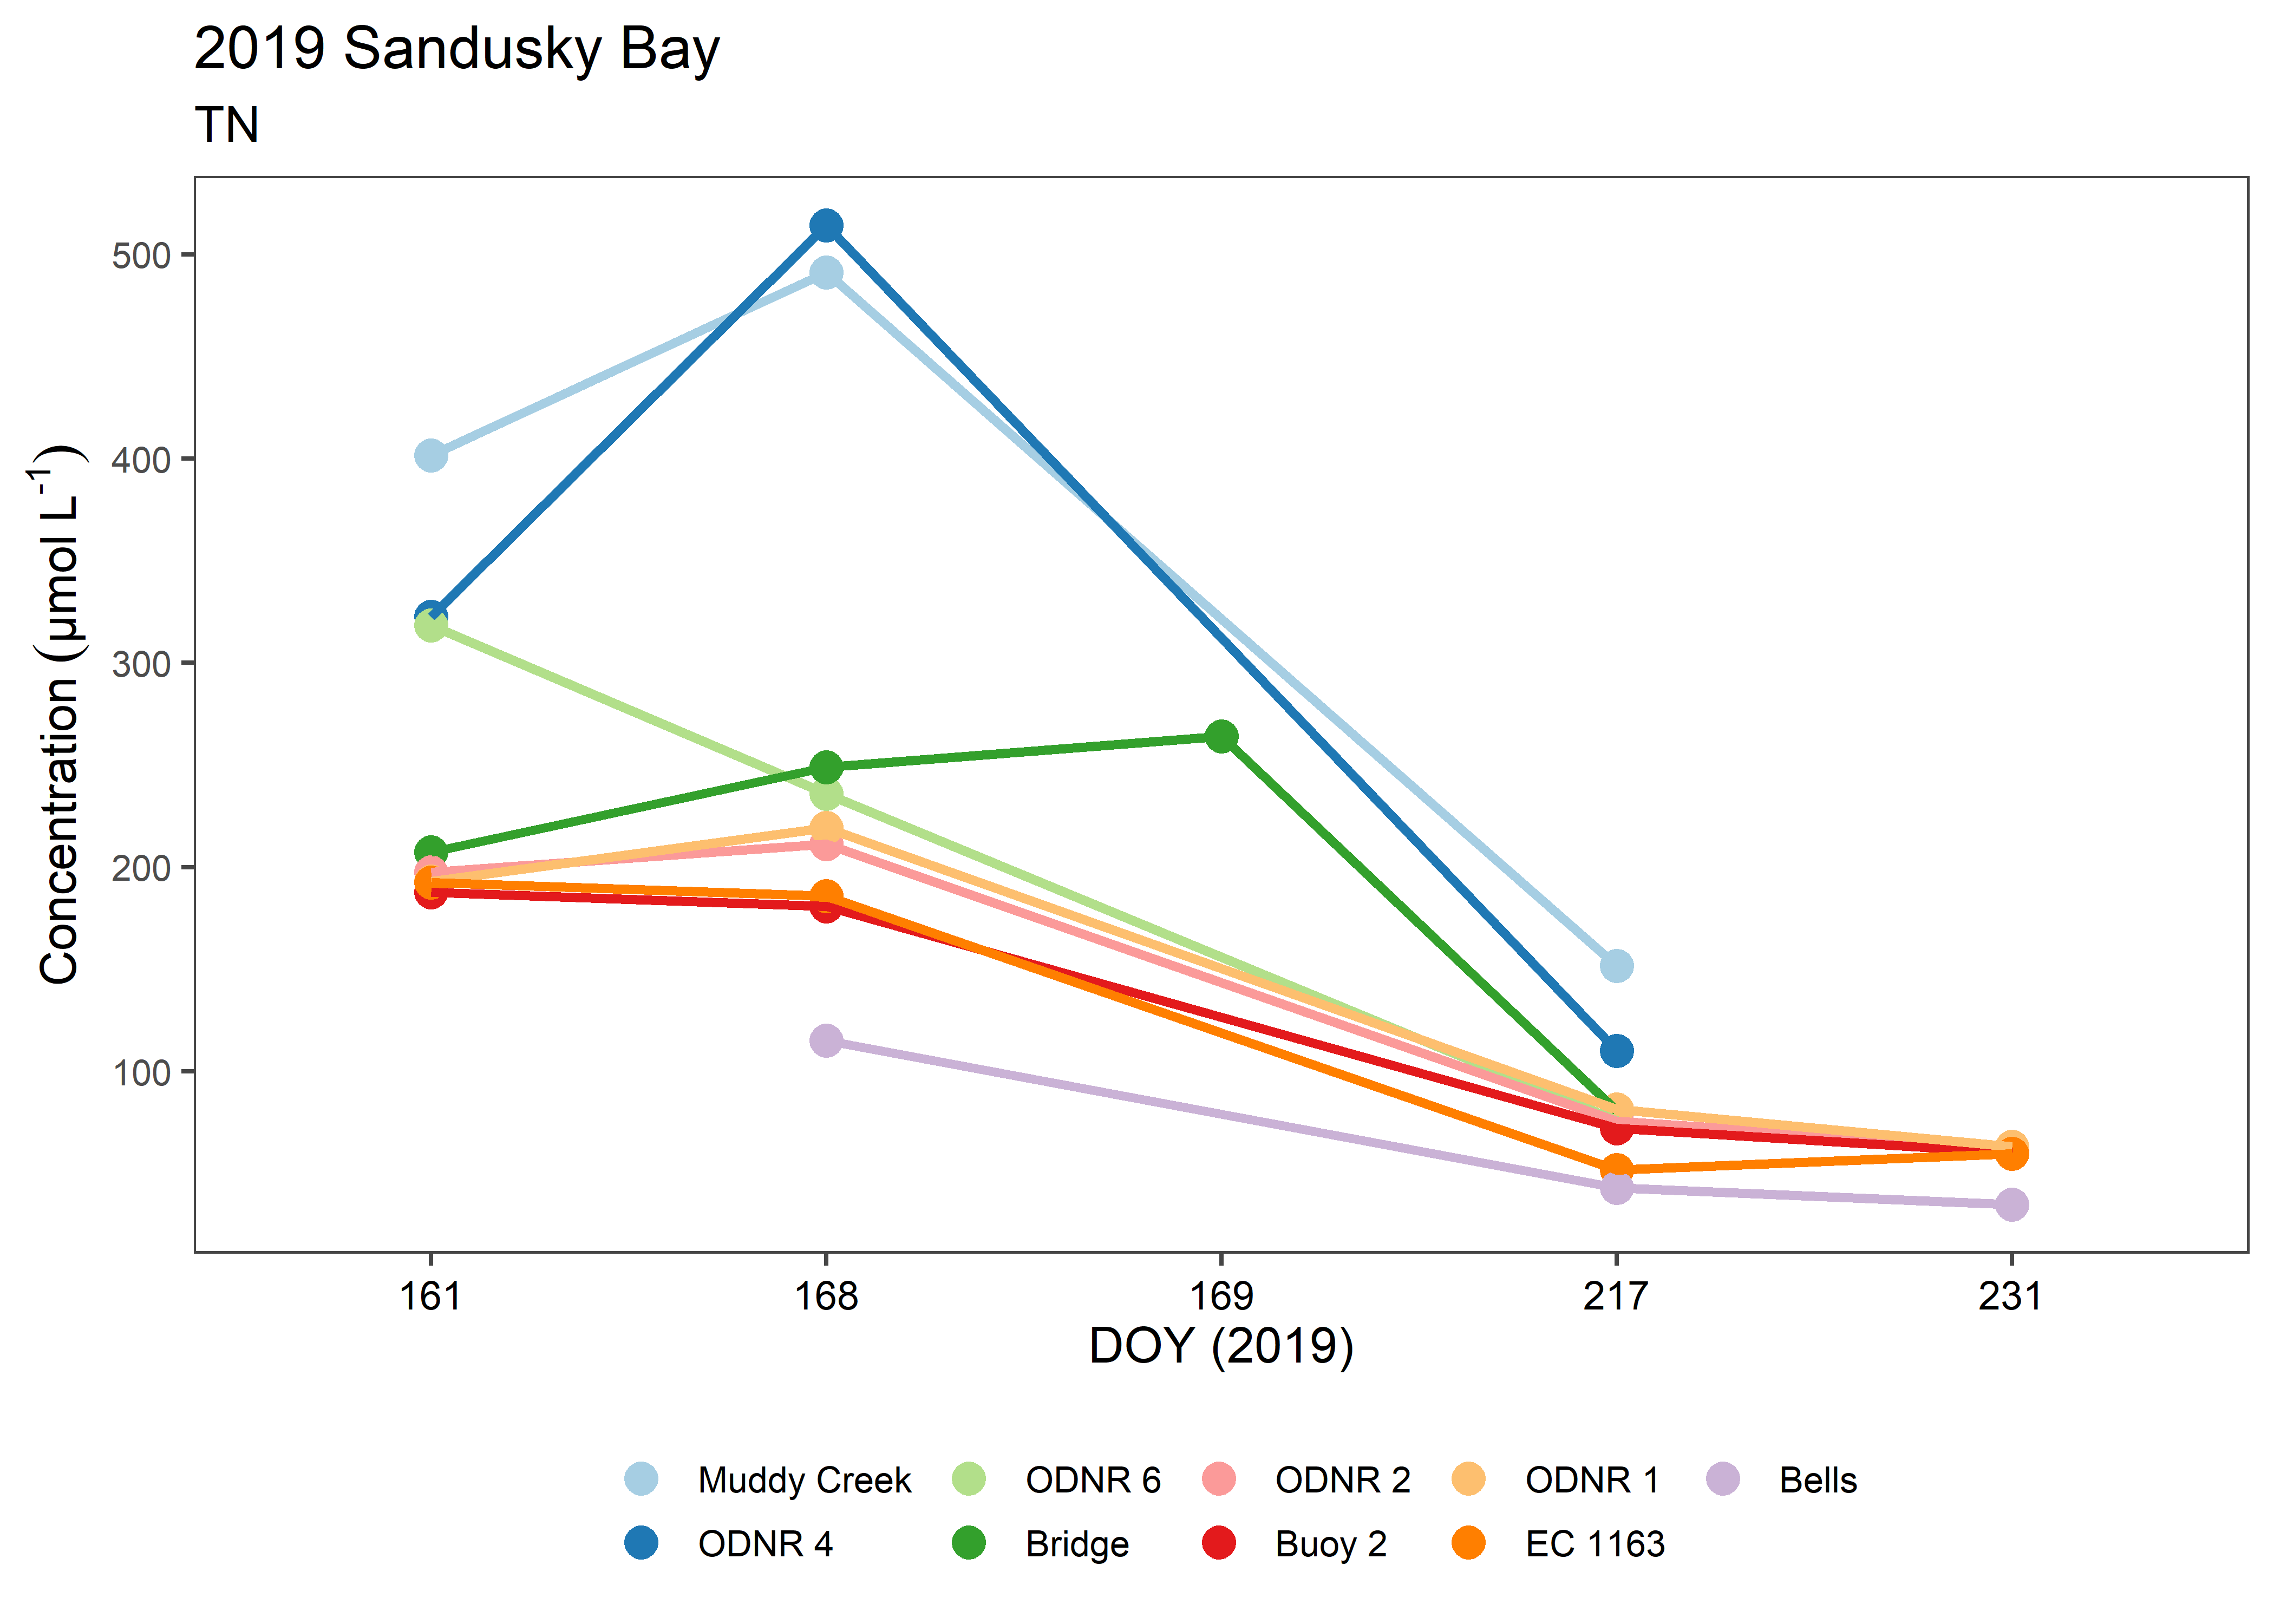 2019 Sandusky Bay
TN
Concentration (µmol L⁻¹)
500
400
300
200
100
161 168 169 217 231
DOY (2019)
Muddy Creek ODNR 6 ODNR 2 ODNR 1 Bells
ODNR 4 Bridge Buoy 2 EC 1163